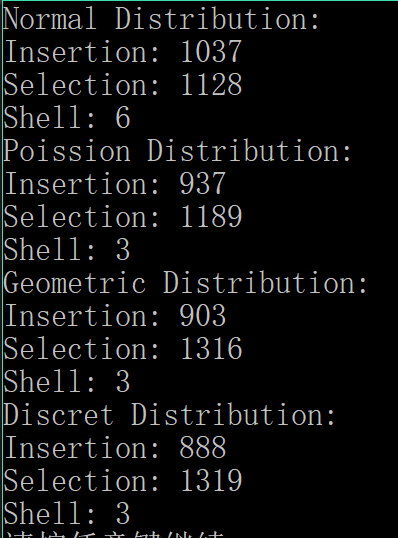 Normal Distribution:
Insertion: 1037
Selection: 1128
Shell: 6
Poission Distribution:
Insertion: 937
Selection: 1189
Shell: 3
Geometric Distribution:
Insertion: 903
Selection: 1316
Shell: 3
Discret Distribution:
Insertion: 888
Selection: 1319
Shell: 3